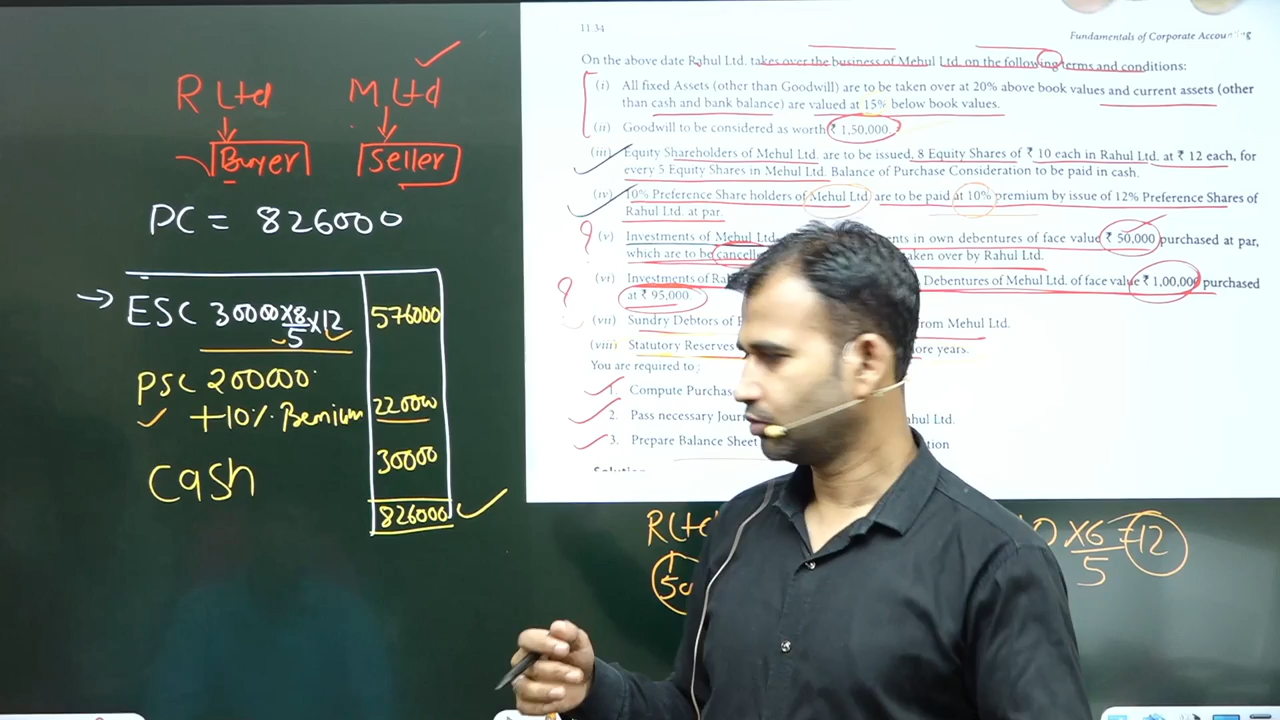 R Ltd M Ltd
Buyer Seller
PC = 826000
ESC 30000×8/5×12 576000
PSC 200000
+10% Premium 220000
Cash 30000
826000
11.34
Fundamentals of Corporate Accounting
On the above date Rahul Ltd. takes over the business of Mehul Ltd. on the following terms and conditions:
(i) All fixed Assets (other than Goodwill) are to be taken over at 20% above book values and current assets (other
than cash and bank balance) are valued at 15% below book values.
(ii) Goodwill to be considered as worth ₹ 1,50,000.
(iii) Equity Shareholders of Mehul Ltd. are to be issued, 8 Equity Shares of ₹ 10 each in Rahul Ltd. at ₹ 12 each, for
every 5 Equity Shares in Mehul Ltd. Balance of Purchase Consideration to be paid in cash.
(iv) 10% Preference Share holders of Mehul Ltd. are to be paid at 10% premium by issue of 12% Preference Shares of
Rahul Ltd. at par.
(v) Investments of Mehul Ltd. in own debentures of face value ₹ 50,000 purchased at par,
which are to be taken over by Rahul Ltd.
(vi) Investments of Debentures of Mehul Ltd. of face value ₹ 1,00,000 purchased
at ₹ 95,000.
(vii) Sundry Debtors of from Mehul Ltd.
(viii) Statutory Reserves years.
You are required to :
1. Compute
2. Pass necessary Ltd.
3. Prepare Balance Sheet
R Ltd ×6/5 = 12